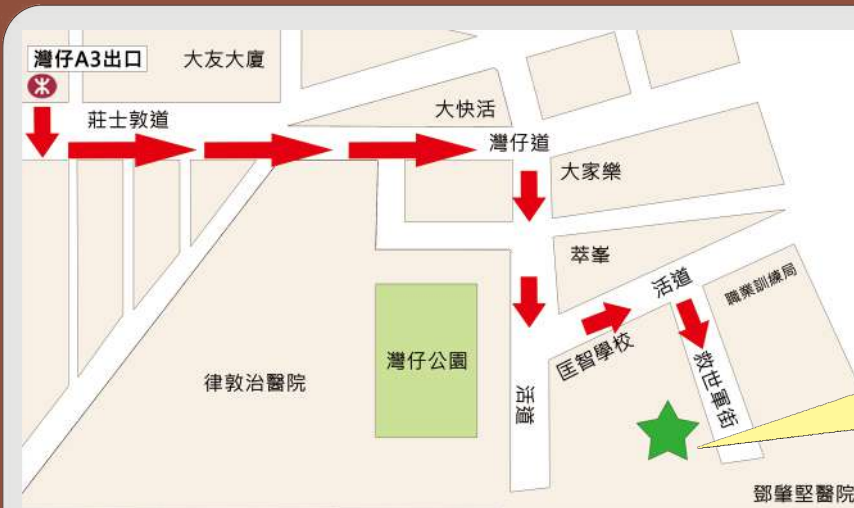 灣仔A3出口
大友大廈
莊士敦道
大快活
灣仔道
大家樂
萃峯
活道
職業訓練局
匡智學校
灣仔公園
律敦治醫院
活道
救世軍街
鄧肇堅醫院